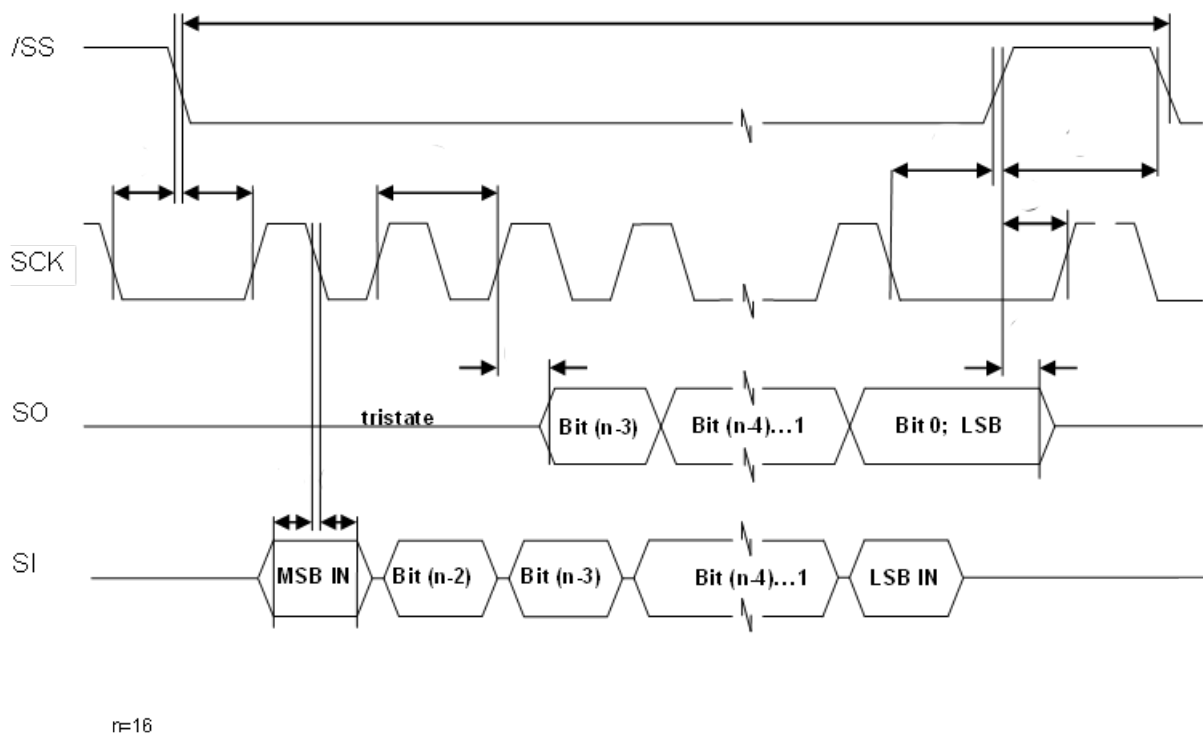 /SS
SCK
SO
tristate
Bit (n-3)
Bit (n-4)...1
Bit 0; LSB
SI
MSB IN
Bit (n-2)
Bit (n-3)
Bit (n-4)...1
LSB IN
n=16